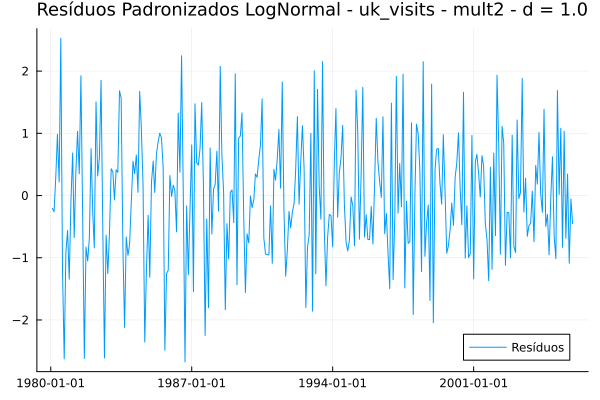 Resíduos Padronizados LogNormal - uk_visits - mult2 - d = 1.0
2
1
0
−1
−2
Resíduos
1980-01-01 1987-01-01 1994-01-01 2001-01-01